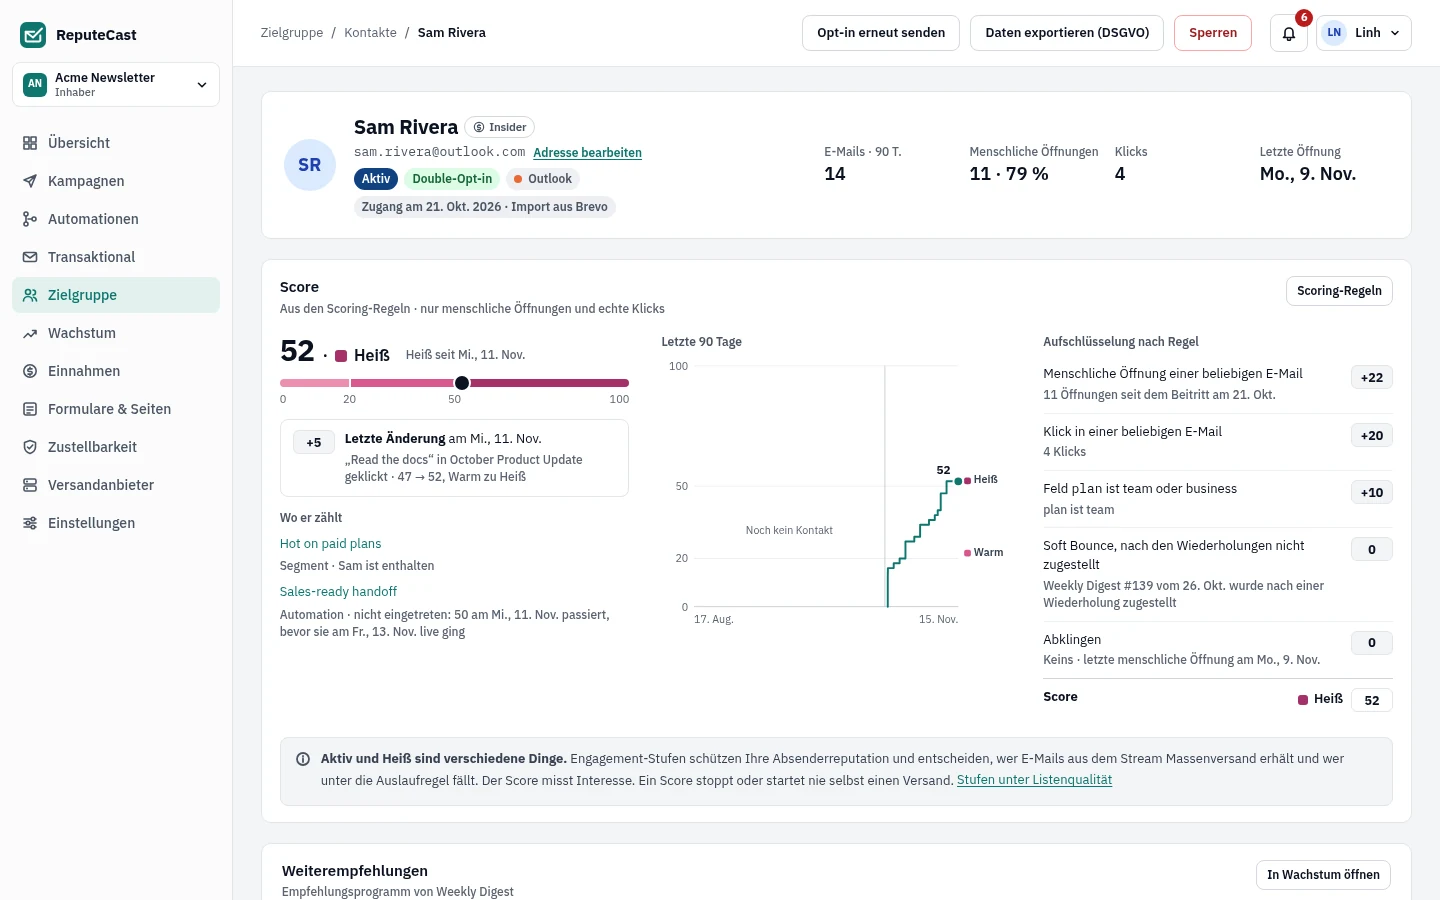 ReputeCast
AN
Acme Newsletter
Inhaber
Übersicht
Kampagnen
Automationen
Transaktional
Zielgruppe
Wachstum
Einnahmen
Formulare & Seiten
Zustellbarkeit
Versandanbieter
Einstellungen
Zielgruppe / Kontakte / Sam Rivera
Opt-in erneut senden
Daten exportieren (DSGVO)
Sperren
6
LN
Linh
SR
Sam Rivera
Insider
sam.rivera@outlook.com Adresse bearbeiten
Aktiv Double-Opt-in Outlook
Zugang am 21. Okt. 2026 · Import aus Brevo
E-Mails · 90 T.
14
Menschliche Öffnungen
11 · 79 %
Klicks
4
Letzte Öffnung
Mo., 9. Nov.
Score
Aus den Scoring-Regeln · nur menschliche Öffnungen und echte Klicks
Scoring-Regeln
52 · Heiß Heiß seit Mi., 11. Nov.
0 20 50 100
+5
Letzte Änderung am Mi., 11. Nov.
„Read the docs“ in October Product Update
geklickt · 47 → 52, Warm zu Heiß
Wo er zählt
Hot on paid plans
Segment · Sam ist enthalten
Sales-ready handoff
Automation · nicht eingetreten: 50 am Mi., 11. Nov. passiert,
bevor sie am Fr., 13. Nov. live ging
Letzte 90 Tage
100
50
20
0
52
Heiß
Warm
Noch kein Kontakt
17. Aug.
15. Nov.
Aufschlüsselung nach Regel
Menschliche Öffnung einer beliebigen E-Mail
11 Öffnungen seit dem Beitritt am 21. Okt.
+22
Klick in einer beliebigen E-Mail
4 Klicks
+20
Feld plan ist team oder business
plan ist team
+10
Soft Bounce, nach den Wiederholungen nicht
zugestellt
Weekly Digest #139 vom 26. Okt. wurde nach einer
Wiederholung zugestellt
0
Abklingen
Keins · letzte menschliche Öffnung am Mo., 9. Nov.
0
Score
Heiß
52
Aktiv und Heiß sind verschiedene Dinge. Engagement-Stufen schützen Ihre Absenderreputation und entscheiden, wer E-Mails aus dem Stream Massenversand erhält und wer
unter die Auslaufregel fällt. Der Score misst Interesse. Ein Score stoppt oder startet nie selbst einen Versand. Stufen unter Listenqualität
Weiterempfehlungen
Empfehlungsprogramm von Weekly Digest
In Wachstum öffnen